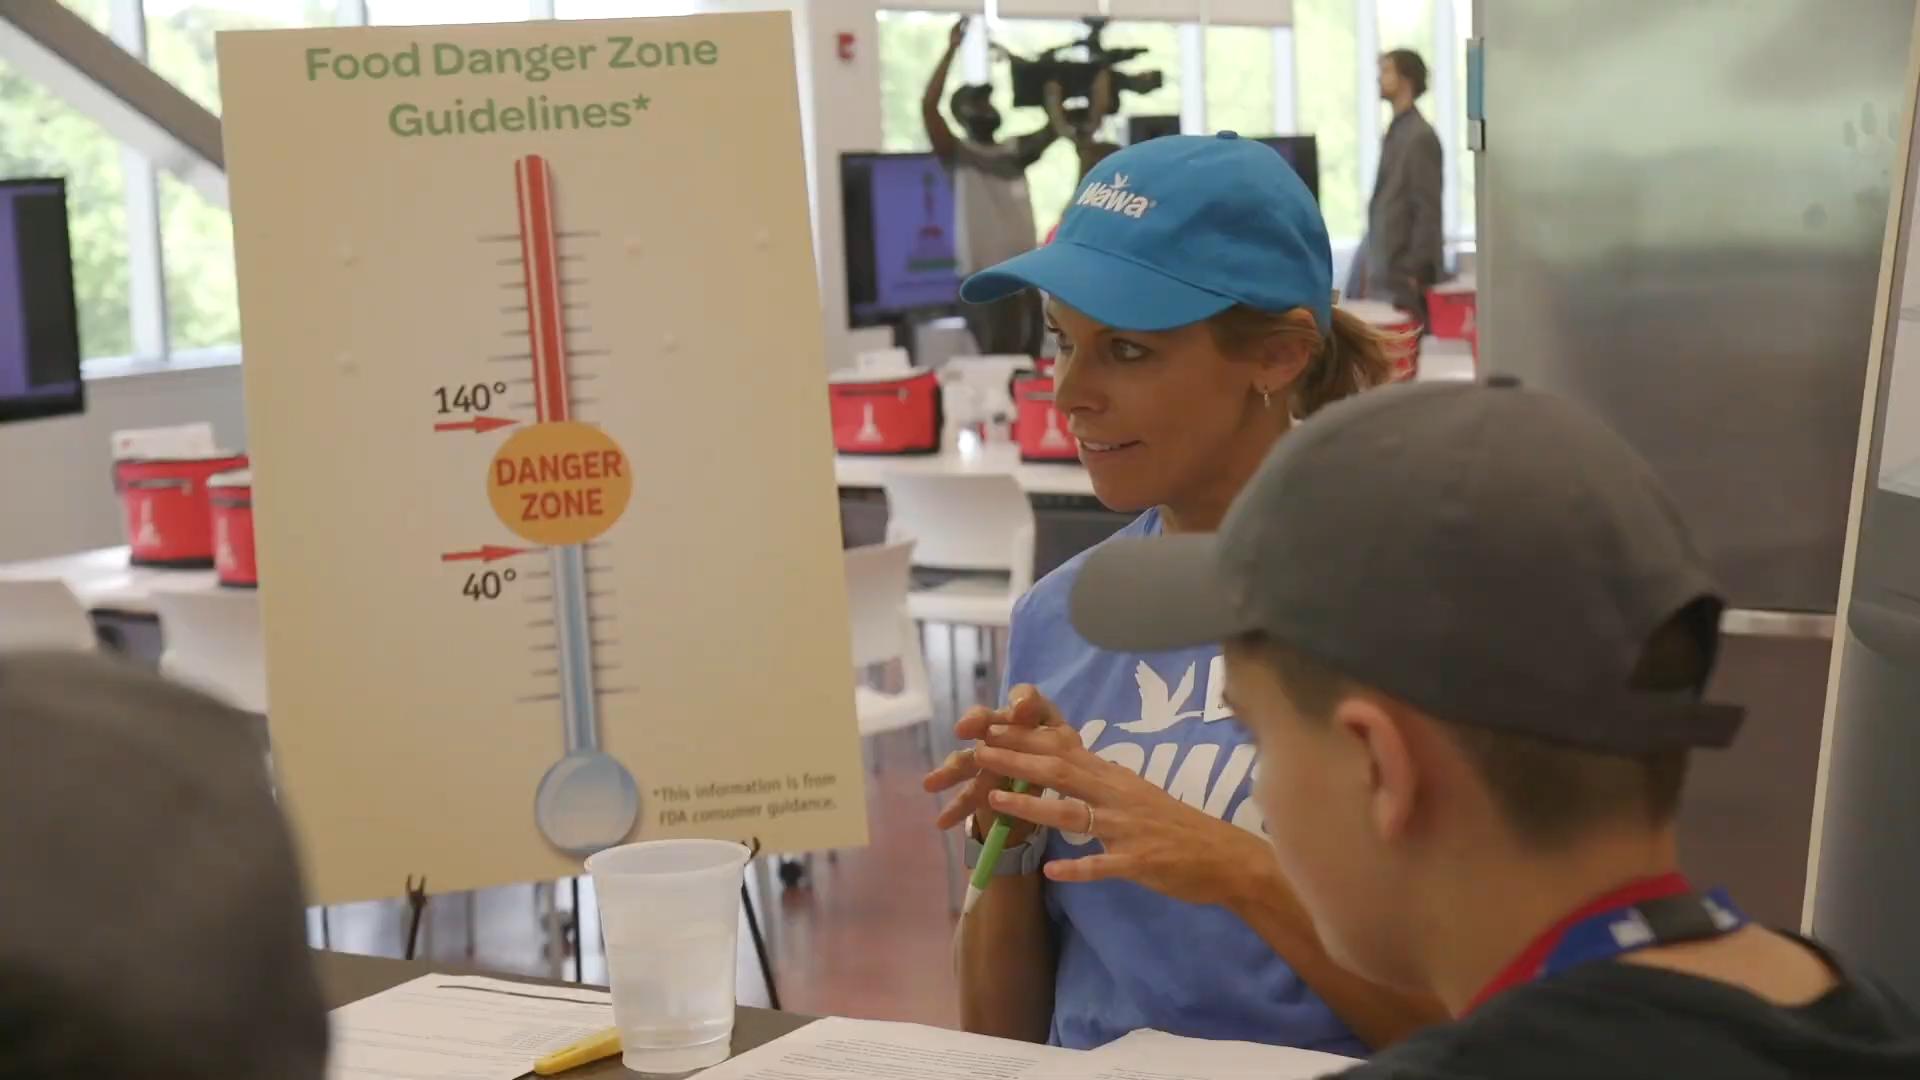 Food Danger Zone
Guidelines*
140°
DANGER
ZONE
40°
*This information is from
FDA consumer guidance.
Wawa